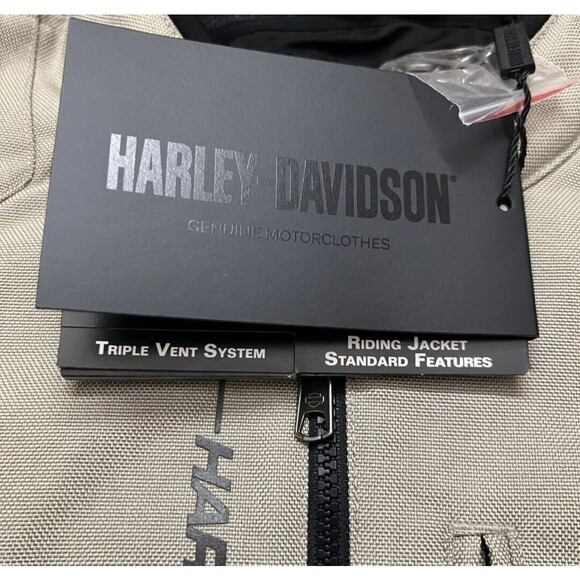 HARLEY-DAVIDSON®
GENUINE MOTORCLOTHES
TRIPLE VENT SYSTEM
RIDING JACKET
STANDARD FEATURES
HAR